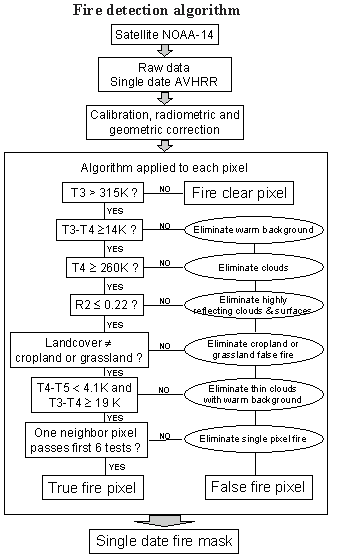 Fire detection algorithm
Satellite NOAA-14
Raw data
Single date AVHRR
Calibration, radiometric and
geometric correction
Algorithm applied to each pixel
T3 > 315K ?
NO
Fire clear pixel
YES
T3-T4 ≥14K ?
NO
Eliminate warm background
YES
T4 ≥ 260K ?
NO
Eliminate clouds
YES
R2 ≤ 0.22 ?
NO
Eliminate highly
reflecting clouds & surfaces
YES
Landcover ≠
cropland or grassland ?
NO
Eliminate cropland or
grassland false fire
YES
T4-T5 < 4.1K and
T3-T4 ≥ 19 K
NO
Eliminate thin clouds
with warm background
YES
One neighbor pixel
passes first 6 tests ?
NO
Eliminate single pixel fire
YES
True fire pixel
False fire pixel
Single date fire mask